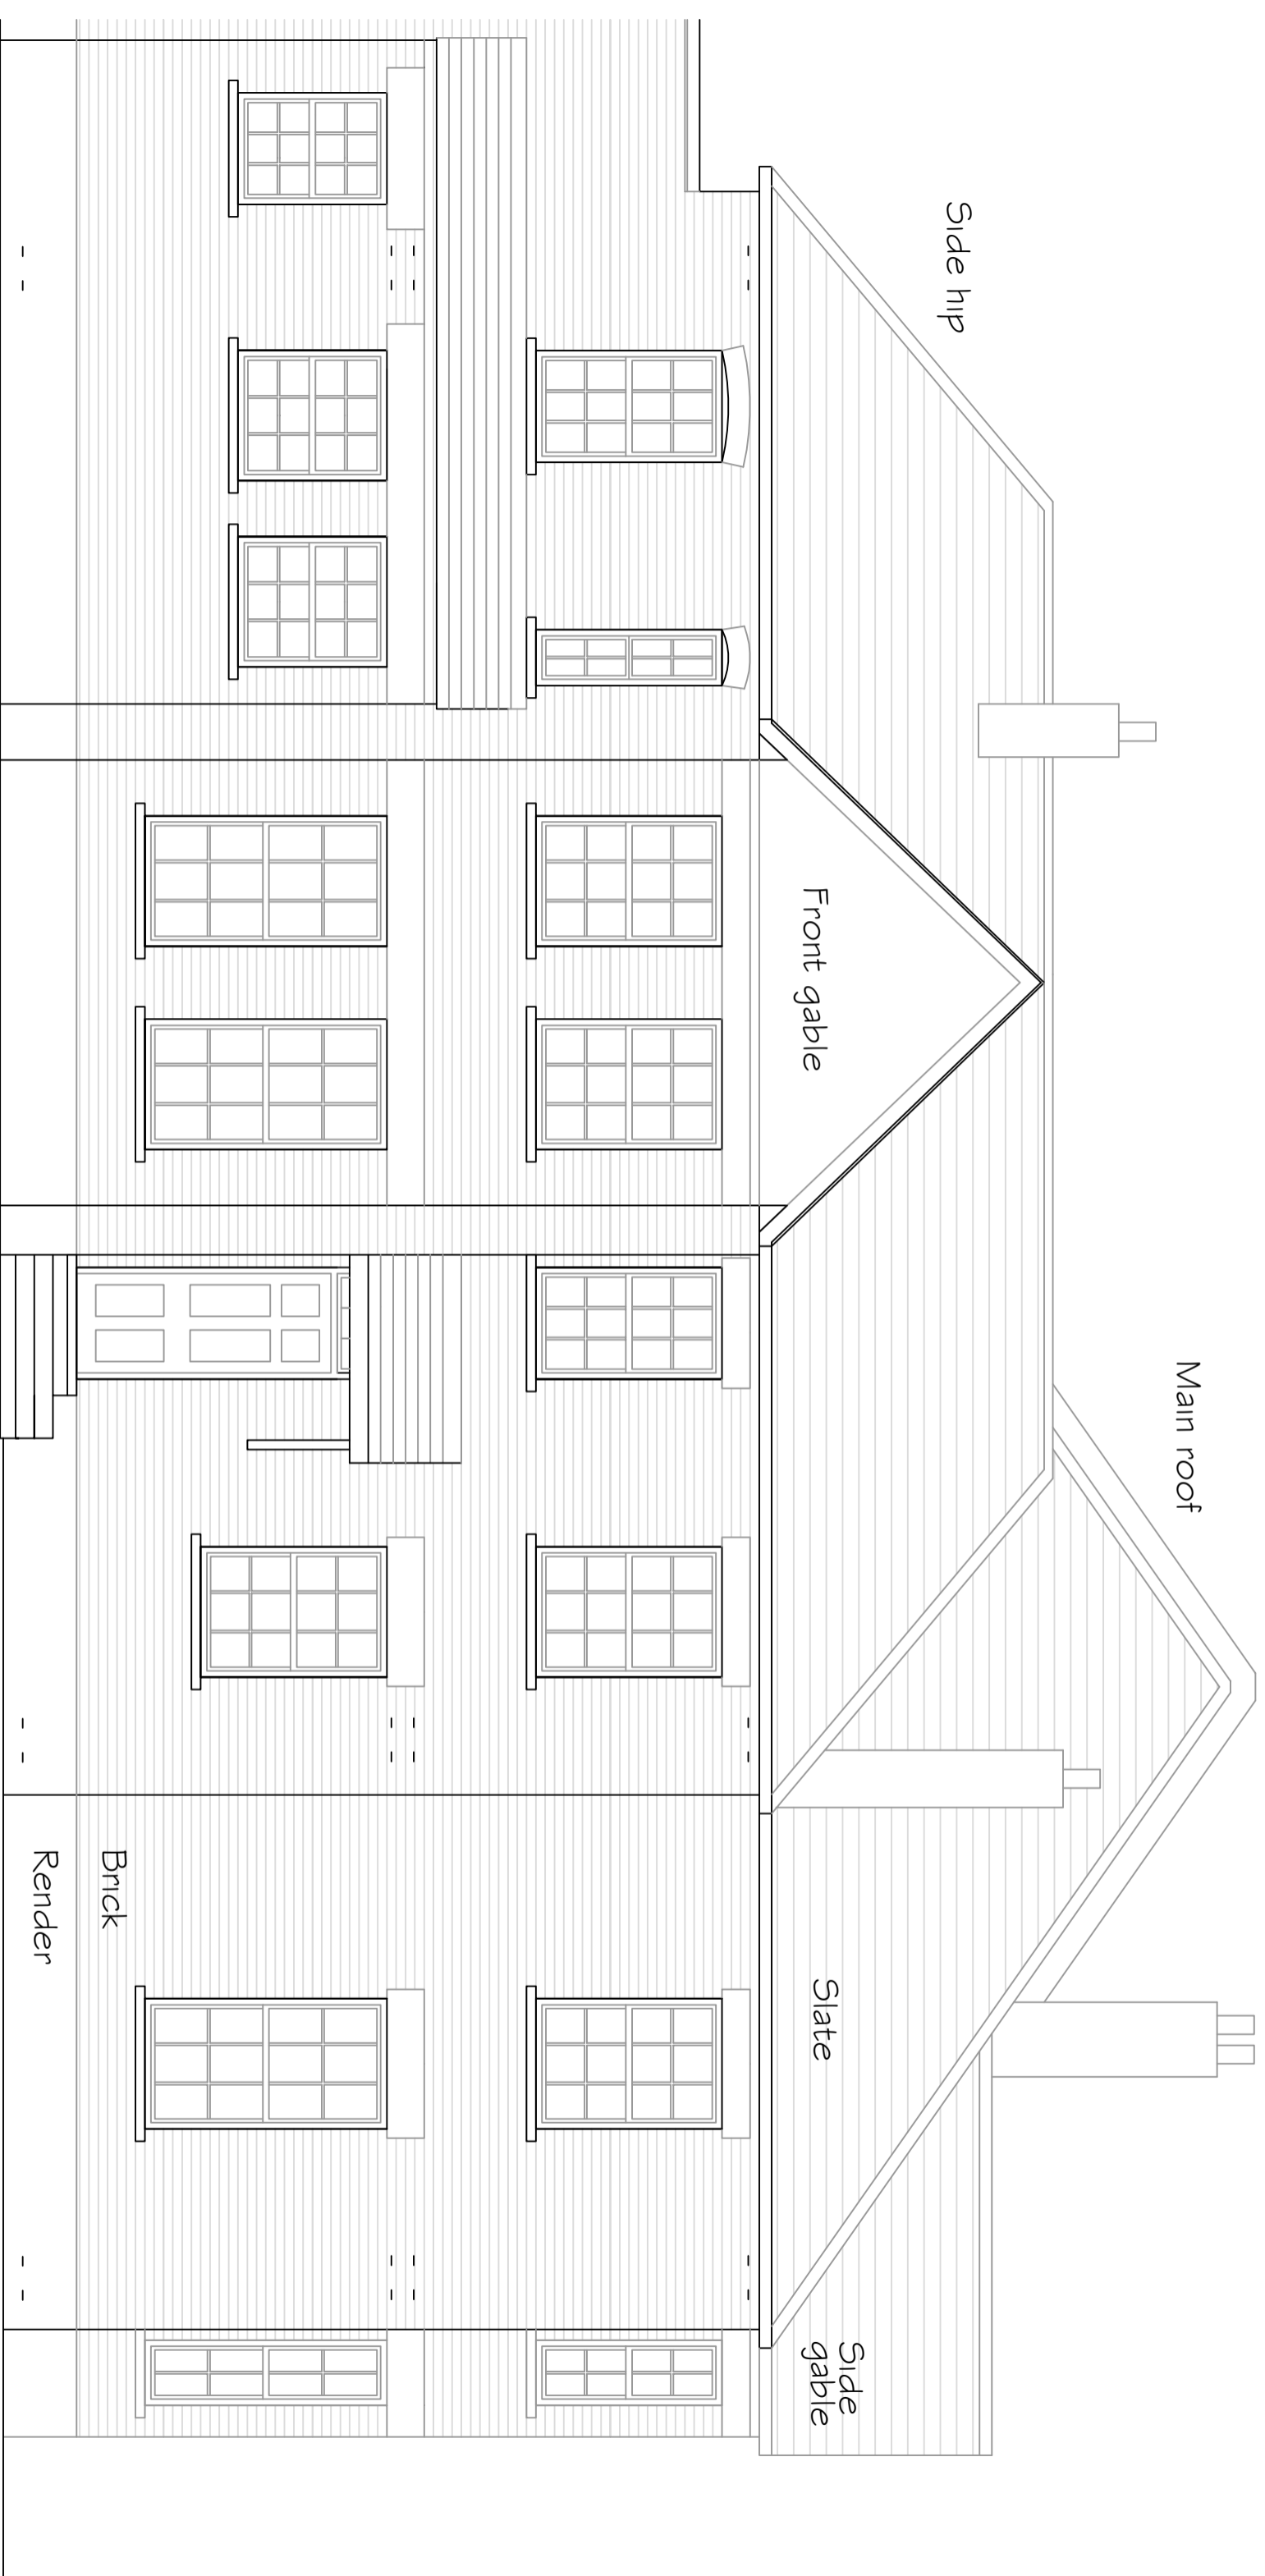 Main roof
Side hip
Front gable
Slate
Side
gable
Brick
Render